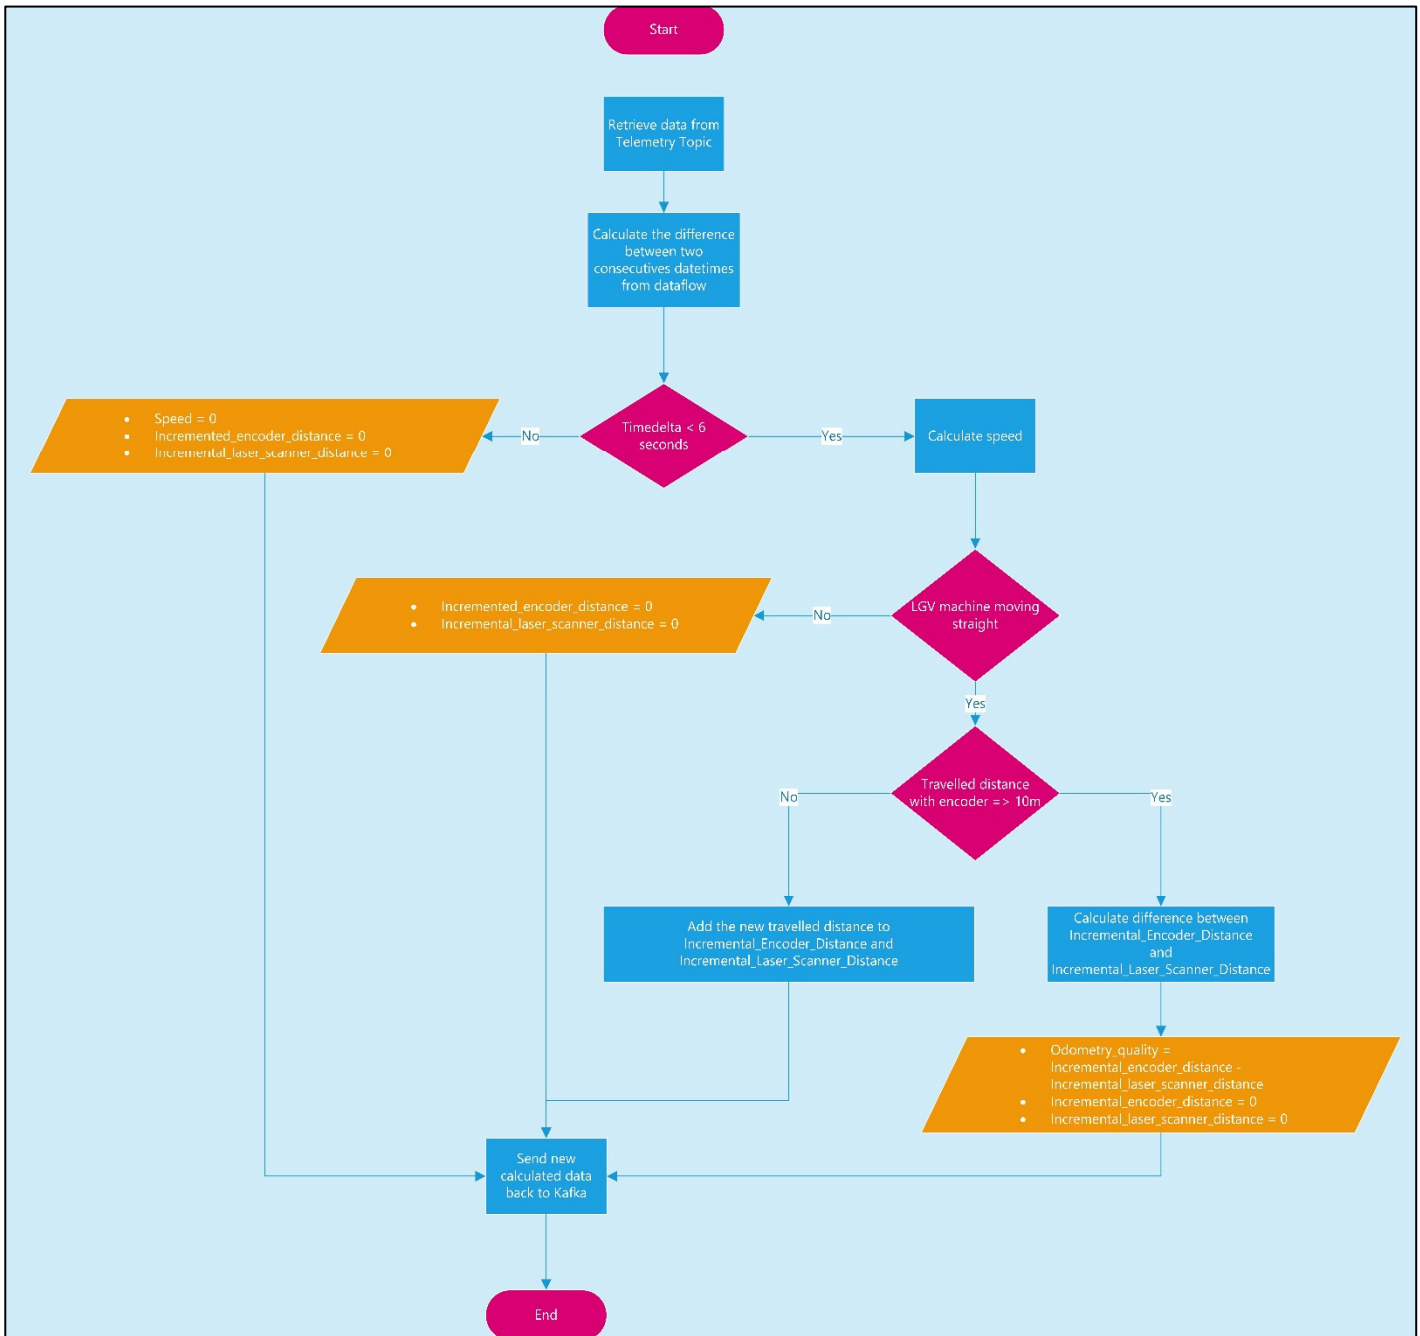 Start
Retrieve data from
Telemetry Topic
Calculate the difference
between two
consecutives datetimes
from dataflow
Timedelta < 6
seconds
No
Yes
• Speed = 0
• Incremented_encoder_distance = 0
• Incremental_laser_scanner_distance = 0
Calculate speed
LGV machine moving
straight
No
Yes
• Incremented_encoder_distance = 0
• Incremental_laser_scanner_distance = 0
Travelled distance
with encoder => 10m
No
Yes
Add the new travelled distance to
Incremental_Encoder_Distance and
Incremental_Laser_Scanner_Distance
Calculate difference between
Incremental_Encoder_Distance
and
Incremental_Laser_Scanner_Distance
• Odometry_quality =
Incremental_encoder_distance -
Incremental_laser_scanner_distance
• Incremental_encoder_distance = 0
• Incremental_laser_scanner_distance = 0
Send new
calculated data
back to Kafka
End